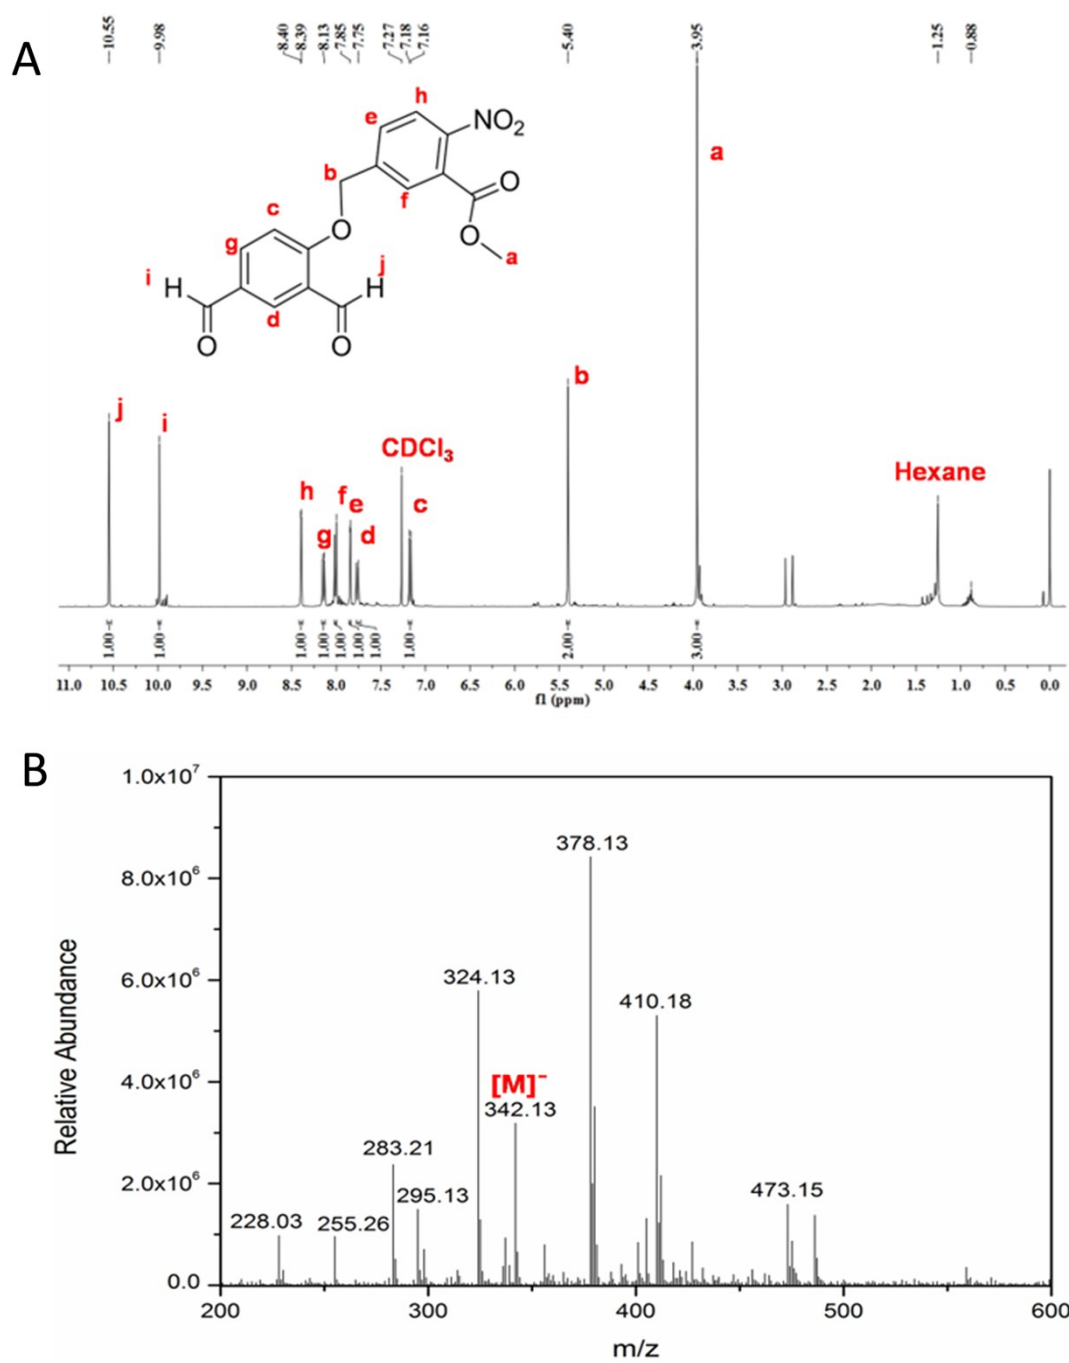 A
10.55
9.98
8.40
8.39
8.13
7.85
7.75
7.27
7.18
7.16
5.40
3.95
1.25
0.88
h
e
NO2
b
f
O
c
O
O
a
g
j
i
H
H
d
O
O
a
b
j
i
CDCl3
Hexane
h
f
e
c
g
d
1.00
1.00
1.00
1.00
1.00
1.00
1.00
1.00
2.00
3.00
11.0 10.5 10.0 9.5 9.0 8.5 8.0 7.5 7.0 6.5 6.0 5.5 5.0 4.5 4.0 3.5 3.0 2.5 2.0 1.5 1.0 0.5 0.0
f1 (ppm)
B
1.0x10^7
8.0x10^6
6.0x10^6
4.0x10^6
2.0x10^6
0.0
Relative Abundance
378.13
324.13
410.18
[M]^-
342.13
283.21
295.13
473.15
228.03
255.26
200 300 400 500 600
m/z